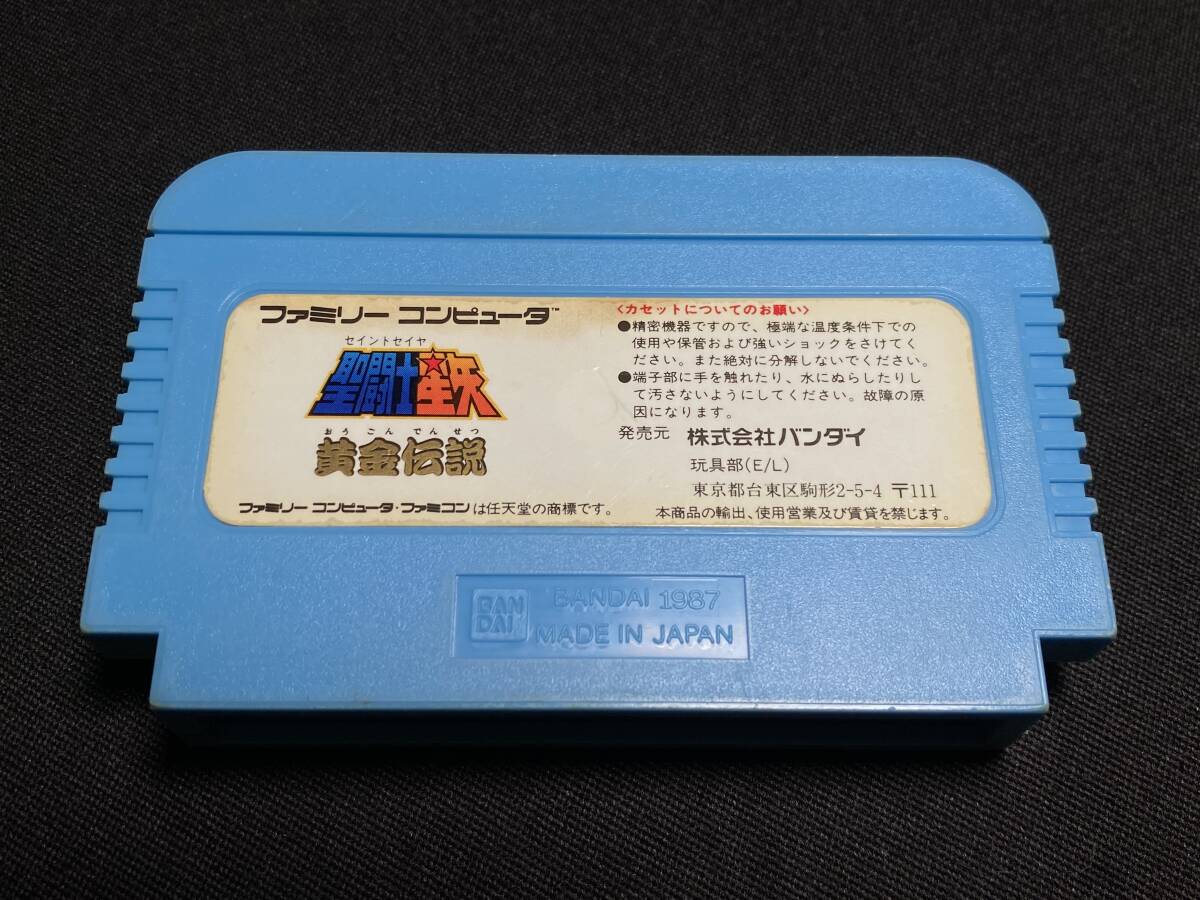 ファミリー コンピュータ™
セイントセイヤ
聖闘士星矢
おうごんでんせつ
黄金伝説
ファミリー コンピュータ・ファミコンは任天堂の商標です。
〈カセットについてのお願い〉
●精密機器ですので、極端な温度条件下での
使用や保管および強いショックをさけてく
ださい。また絶対に分解しないでください。
●端子部に手を触れたり、水にぬらしたりし
て汚さないようにしてください。故障の原
因になります。
発売元 株式会社バンダイ
玩具部(E/L)
東京都台東区駒形2-5-4 〒111
本商品の輸出、使用営業及び賃貸を禁じます。
BAN
DAI
BANDAI 1987
MADE IN JAPAN